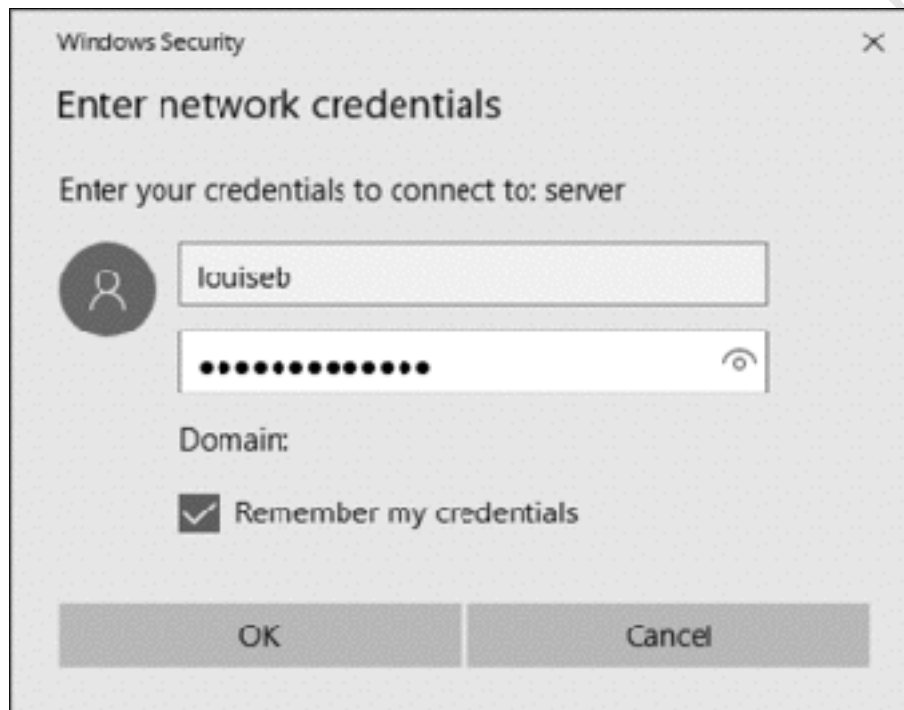 Windows Security
Enter network credentials
Enter your credentials to connect to: server
louiseb
•••••••••••••
Domain:
Remember my credentials
OK
Cancel